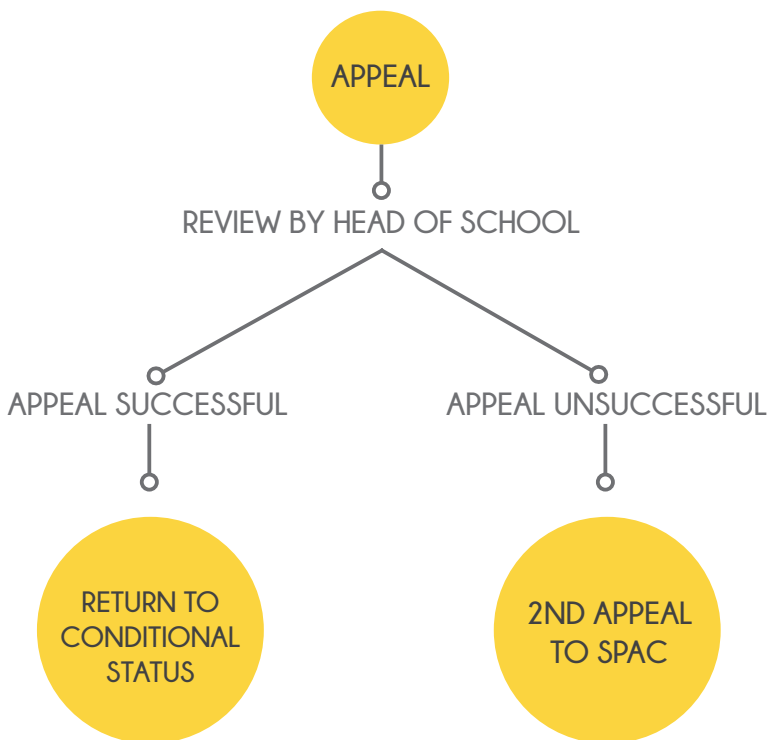 APPEAL
REVIEW BY HEAD OF SCHOOL
APPEAL SUCCESSFUL
APPEAL UNSUCCESSFUL
RETURN TO
CONDITIONAL
STATUS
2ND APPEAL
TO SPAC